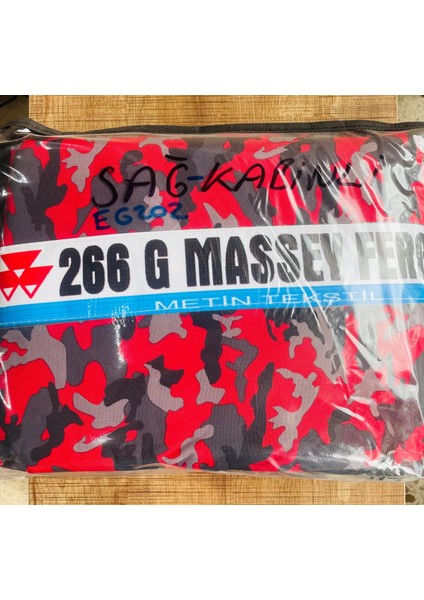 SAĞ-KABİNLİ
EG202
266 G MASSEY FERG
METİN TEKSTİL